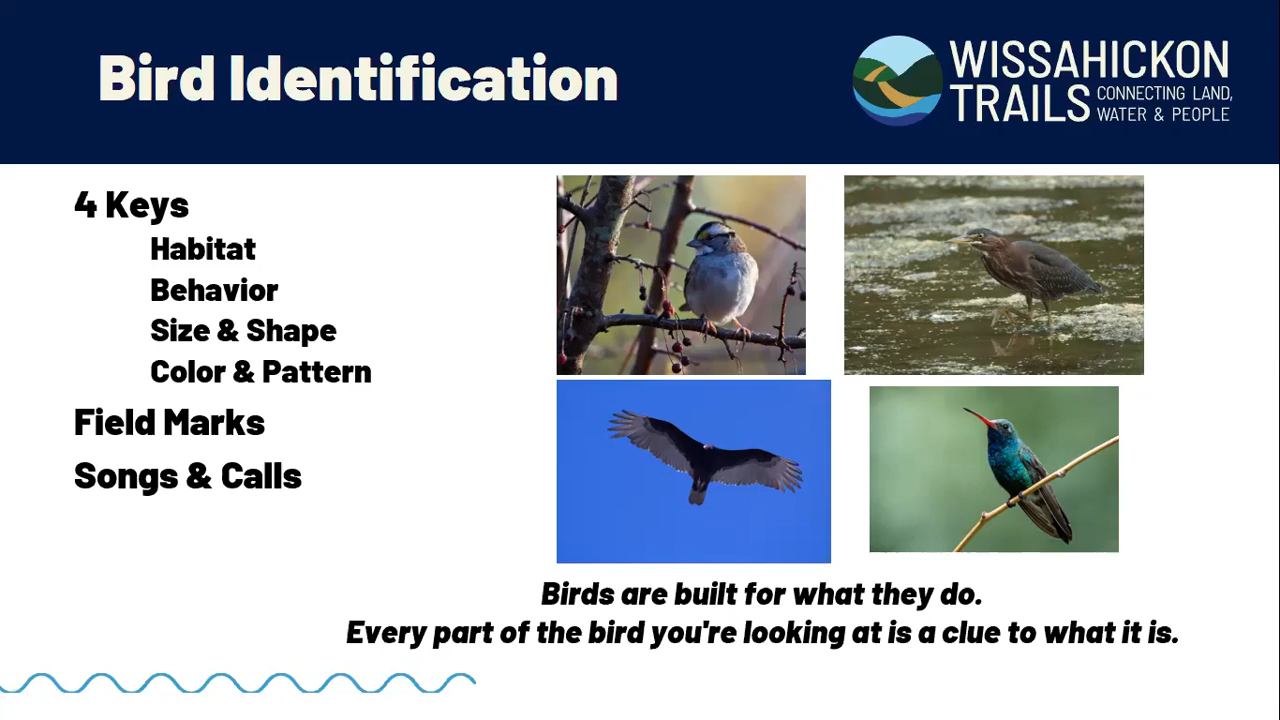 Bird Identification
WISSAHICKON
TRAILS CONNECTING LAND,
WATER & PEOPLE
4 Keys
Habitat
Behavior
Size & Shape
Color & Pattern
Field Marks
Songs & Calls
Birds are built for what they do.
Every part of the bird you're looking at is a clue to what it is.